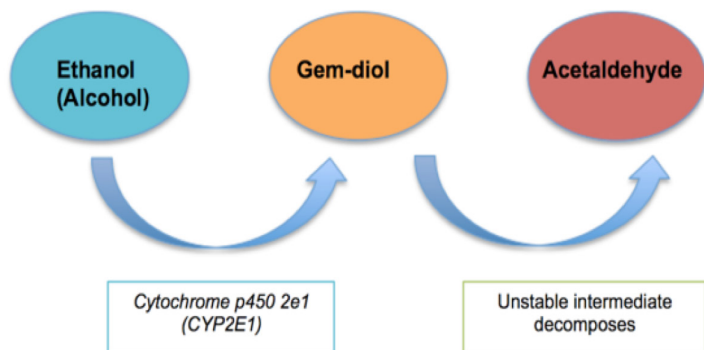 Ethanol
(Alcohol)
Gem-diol
Acetaldehyde
Cytochrome p450 2e1
(CYP2E1)
Unstable intermediate
decomposes